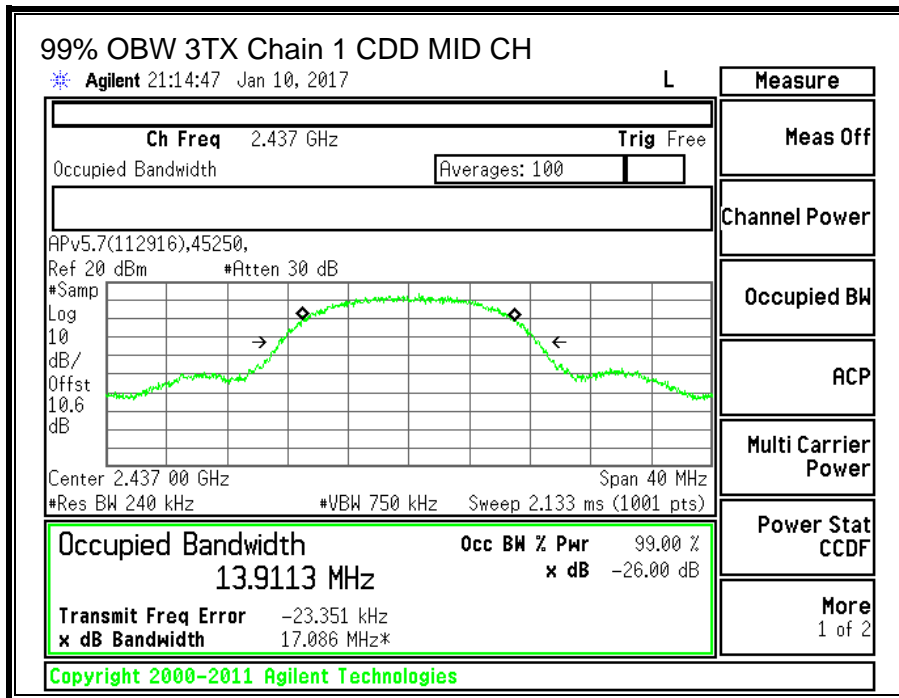 99% OBW 3TX Chain 1 CDD MID CH
Agilent 21:14:47 Jan 10, 2017 L
Measure
Ch Freq 2.437 GHz Trig Free
Meas Off
Occupied Bandwidth Averages: 100
Channel Power
APv5.7(112916),45250,
Ref 20 dBm #Atten 30 dB
#Samp
Log
10
dB/
Offst
10.6
dB
Occupied BW
ACP
Multi Carrier
Power
Center 2.437 00 GHz Span 40 MHz
#Res BW 240 kHz #VBW 750 kHz Sweep 2.133 ms (1001 pts)
Power Stat
CCDF
Occupied Bandwidth Occ BW % Pwr 99.00 %
13.9113 MHz x dB -26.00 dB
Transmit Freq Error -23.351 kHz
x dB Bandwidth 17.086 MHz*
More
1 of 2
Copyright 2000-2011 Agilent Technologies